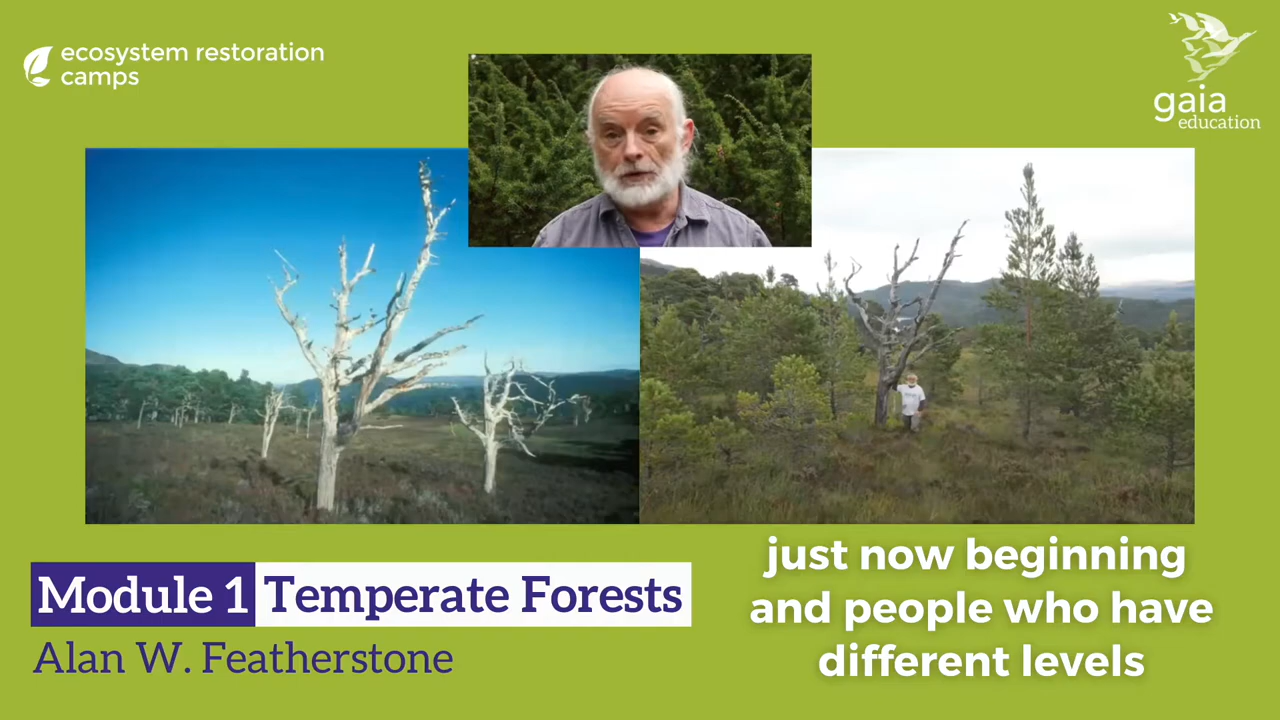 ecosystem restoration
camps
gaia
education
Module 1 Temperate Forests
Alan W. Featherstone
just now beginning
and people who have
different levels